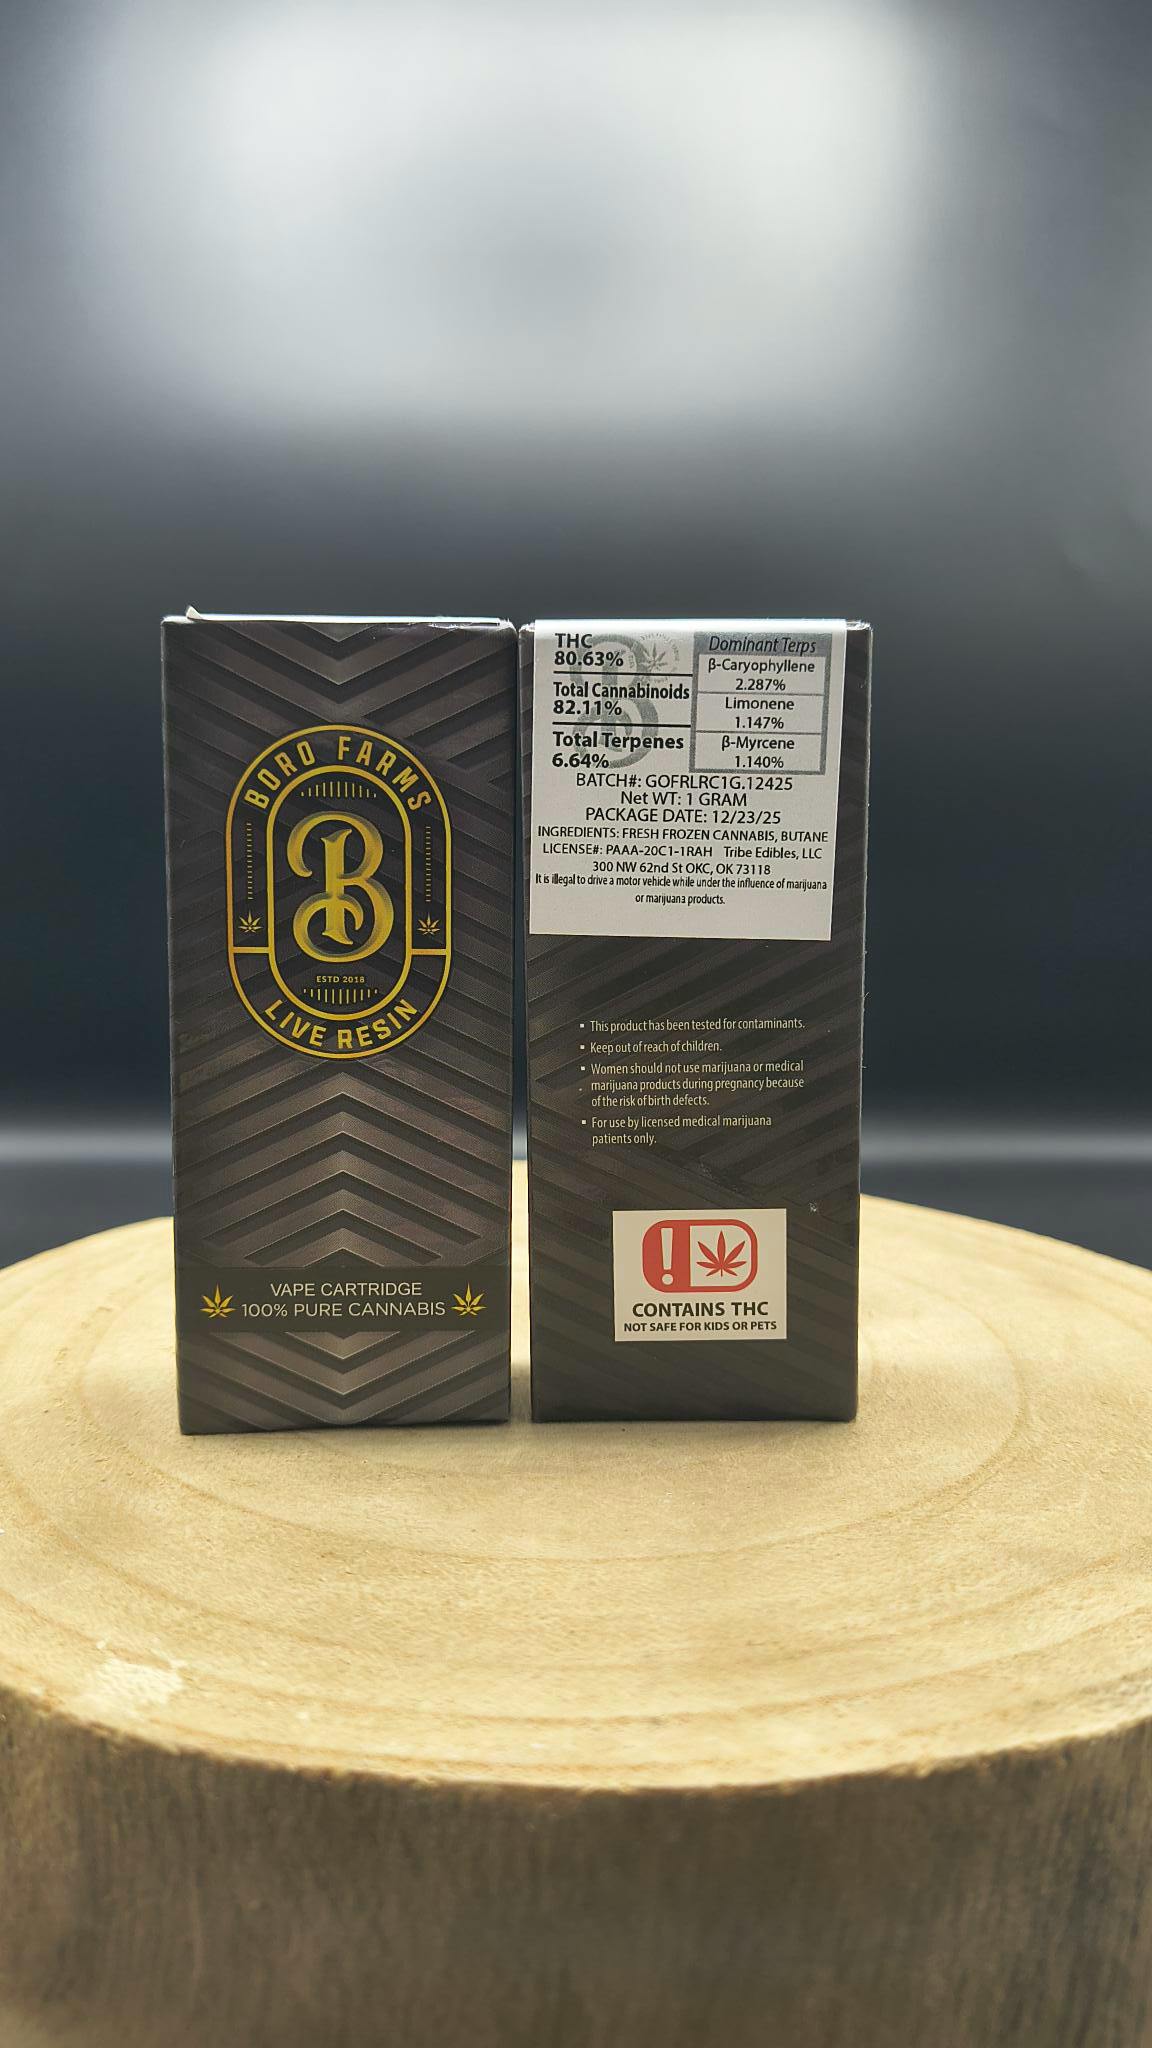 BORO FARMS
B
ESTD 2018
LIVE RESIN
VAPE CARTRIDGE
100% PURE CANNABIS
THC
80.63%
Total Cannabinoids
82.11%
Total Terpenes
6.64%
Dominant Terps
β-Caryophyllene
2.287%
Limonene
1.147%
β-Myrcene
1.140%
BATCH#: GOFRLRC1G.12425
Net WT: 1 GRAM
PACKAGE DATE: 12/23/25
INGREDIENTS: FRESH FROZEN CANNABIS, BUTANE
LICENSE#: PAAA-20C1-1RAH Tribe Edibles, LLC
300 NW 62nd St OKC, OK 73118
It is illegal to drive a motor vehicle while under the influence of marijuana
or marijuana products.
▪ This product has been tested for contaminants.
▪ Keep out of reach of children.
▪ Women should not use marijuana or medical
marijuana products during pregnancy because
of the risk of birth defects.
▪ For use by licensed medical marijuana
patients only.
!
CONTAINS THC
NOT SAFE FOR KIDS OR PETS